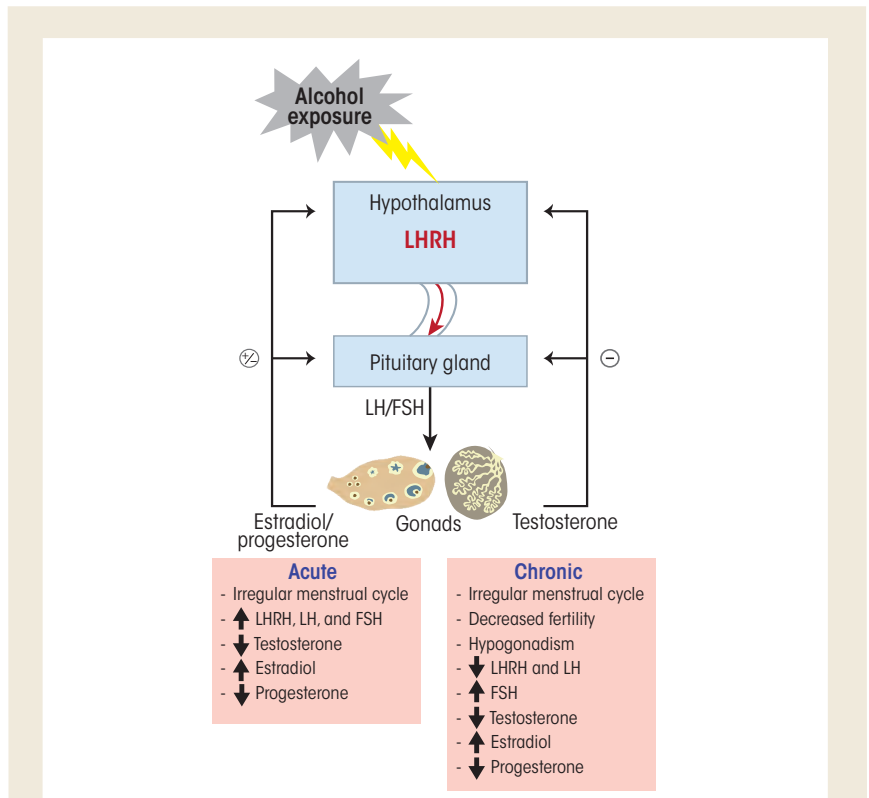 Alcohol
exposure
Hypothalamus
LHRH
+/−
Pituitary gland
−
LH/FSH
Estradiol/
progesterone
Gonads
Testosterone
Acute
- Irregular menstrual cycle
- ↑ LHRH, LH, and FSH
- ↓ Testosterone
- ↑ Estradiol
- ↓ Progesterone
Chronic
- Irregular menstrual cycle
- Decreased fertility
- Hypogonadism
- ↓ LHRH and LH
- ↑ FSH
- ↓ Testosterone
- ↑ Estradiol
- ↓ Progesterone